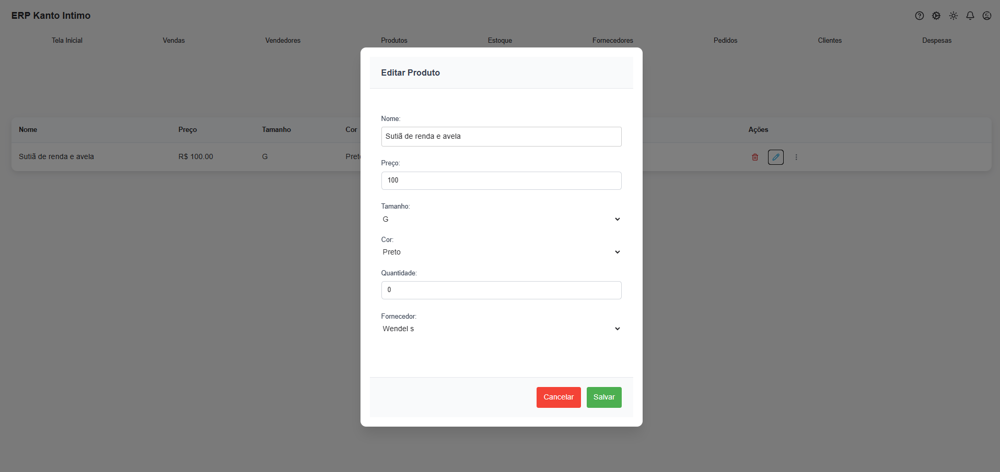 ERP Kanto Intimo
Tela Inicial Vendas Vendedores Produtos Estoque Fornecedores Pedidos Clientes Despesas
Editar Produto
Nome Preço Tamanho Cor Ações
Sutiã de renda e avela R$ 100.00 G
Nome:
Sutiã de renda e avela
Preço:
100
Tamanho:
G
Cor:
Preto
Quantidade:
0
Fornecedor:
Wendel s
Cancelar Salvar